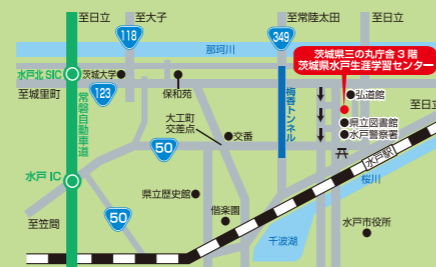 至日立
至大子
至常陸太田
至日立
118
349
那珂川
茨城県三の丸庁舎3階
茨城県水戸生涯学習センター
水戸北SIC
茨城大学
保和苑
至城里町
123
常磐自動車道
梅香トンネル
弘道館
至日立
大工町
交差点
県立図書館
交番
水戸警察署
50
水戸駅
水戸IC
桜川
県立歴史館
偕楽園
50
至笠間
水戸市役所
千波湖